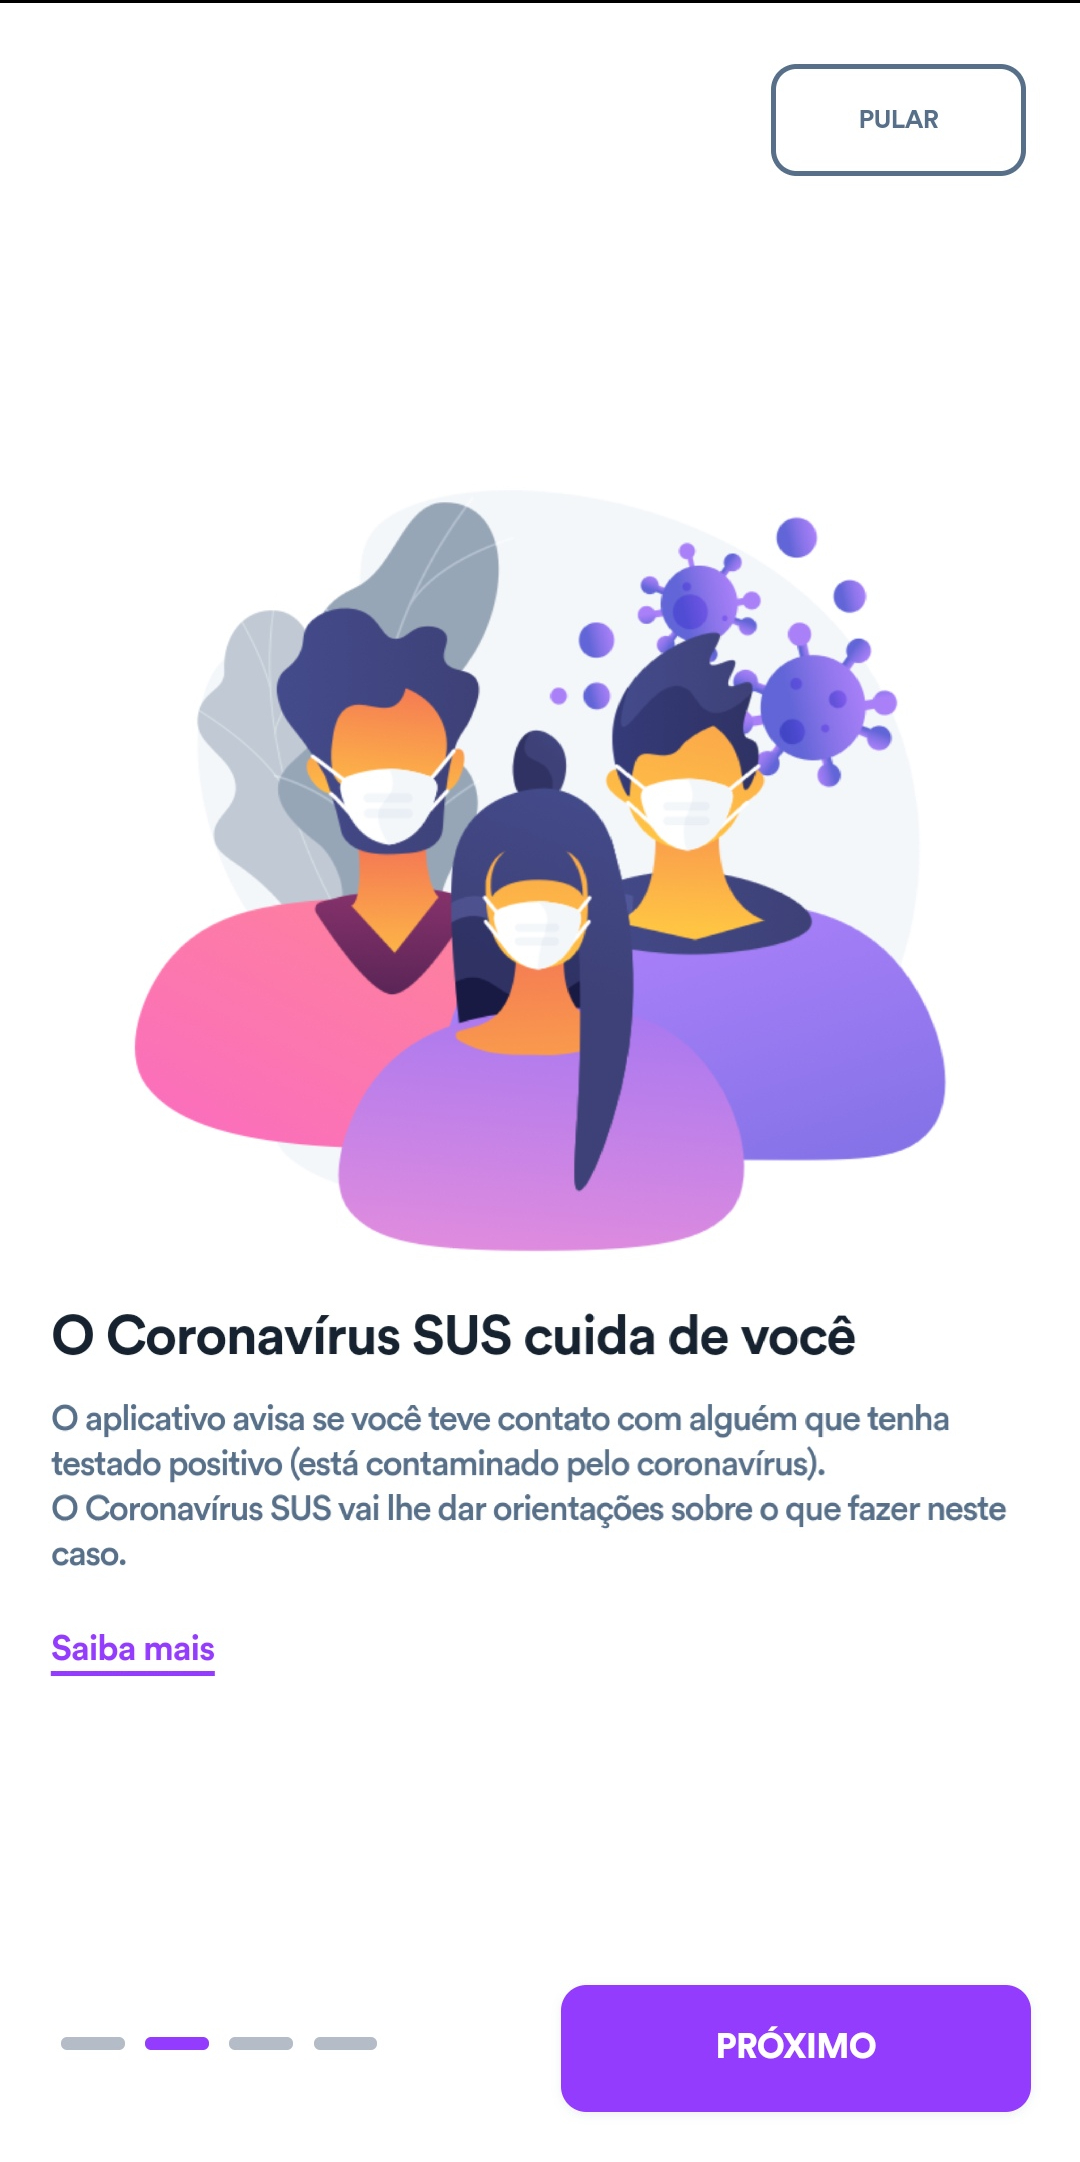 PULAR
O Coronavírus SUS cuida de você
O aplicativo avisa se você teve contato com alguém que tenha
testado positivo (está contaminado pelo coronavírus).
O Coronavírus SUS vai lhe dar orientações sobre o que fazer neste
caso.
Saiba mais
PRÓXIMO